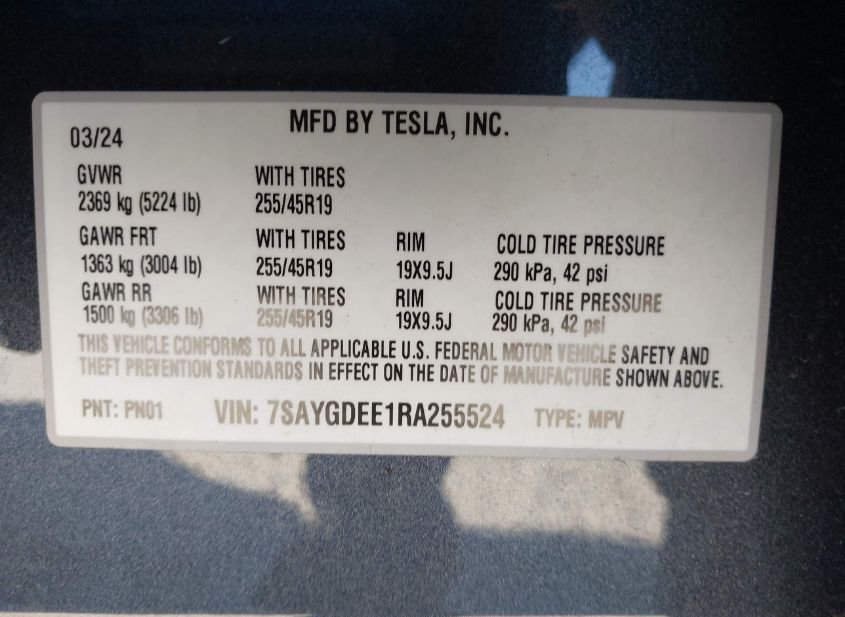 MFD BY TESLA, INC.
03/24
GVWR WITH TIRES
2369 kg (5224 lb) 255/45R19
GAWR FRT WITH TIRES RIM COLD TIRE PRESSURE
1363 kg (3004 lb) 255/45R19 19X9.5J 290 kPa, 42 psi
GAWR RR WITH TIRES RIM COLD TIRE PRESSURE
1500 kg (3306 lb) 255/45R19 19X9.5J 290 kPa, 42 psi
THIS VEHICLE CONFORMS TO ALL APPLICABLE U.S. FEDERAL MOTOR VEHICLE SAFETY AND
THEFT PREVENTION STANDARDS IN EFFECT ON THE DATE OF MANUFACTURE SHOWN ABOVE.
PNT: PN01 VIN: 7SAYGDEE1RA255524 TYPE: MPV